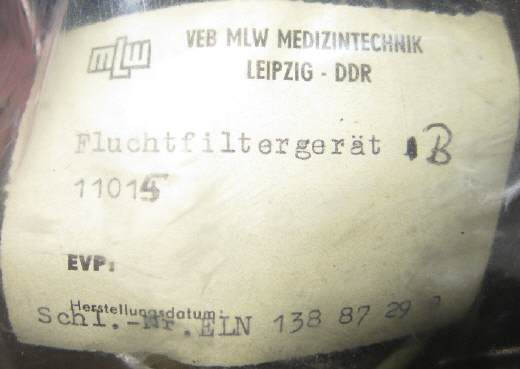 mlw
VEB MLW MEDIZINTECHNIK
LEIPZIG - DDR
Fluchtfiltergerät B
11015
EVP:
Herstellungsdatum:
Schl.-Nr. ELN 138 87 29